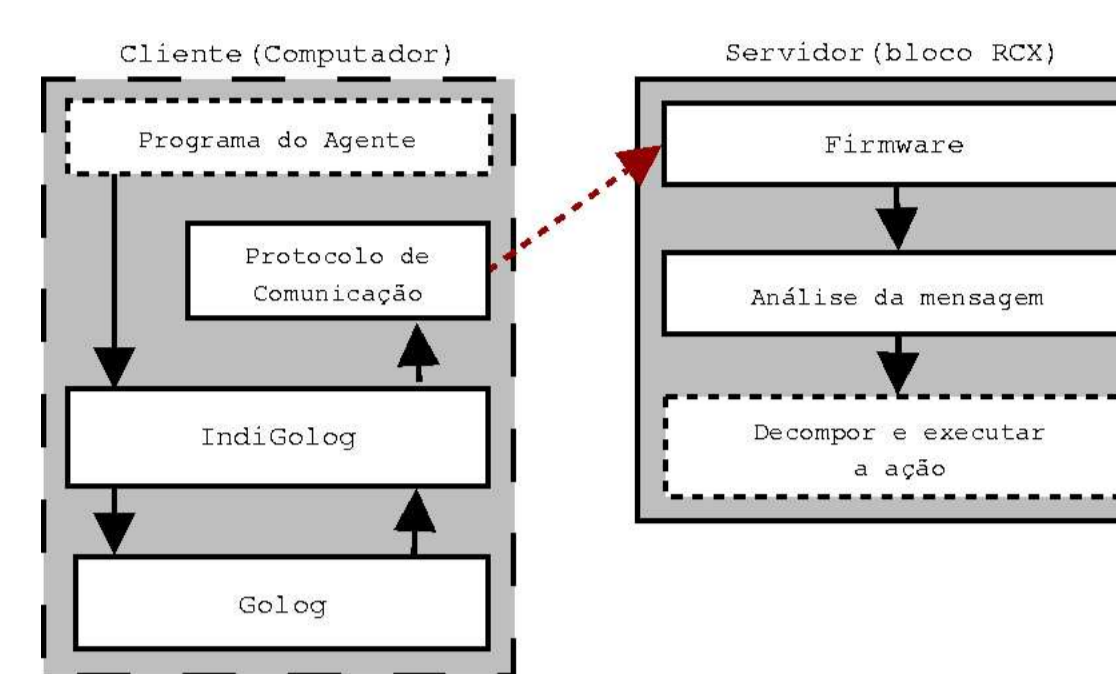 Cliente(Computador)
Programa do Agente
Protocolo de
Comunicação
IndiGolog
Golog
Servidor(bloco RCX)
Firmware
Análise da mensagem
Decompor e executar
a ação